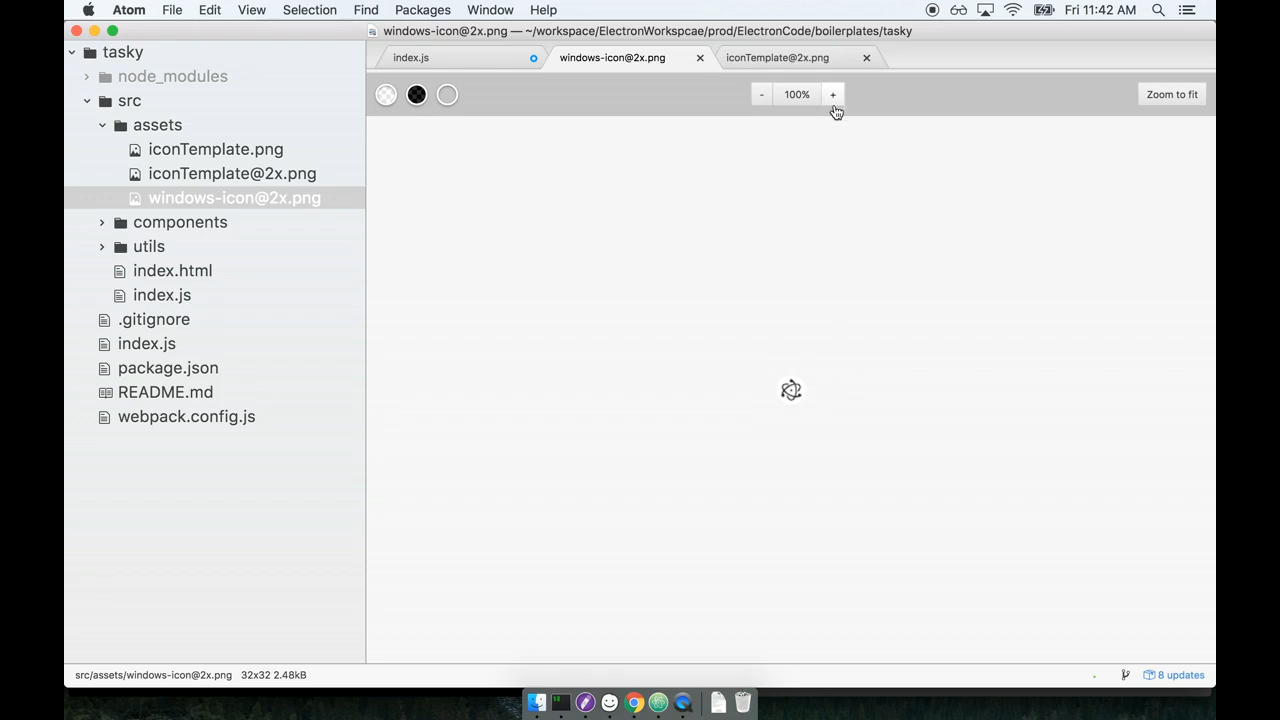 Atom File Edit View Selection Find Packages Window Help Fri 11:42 AM
windows-icon@2x.png — ~/workspace/ElectronWorkspcae/prod/ElectronCode/boilerplates/tasky
tasky
node_modules
src
assets
iconTemplate.png
iconTemplate@2x.png
windows-icon@2x.png
components
utils
index.html
index.js
.gitignore
index.js
package.json
README.md
webpack.config.js
index.js windows-icon@2x.png iconTemplate@2x.png
- 100% + Zoom to fit
src/assets/windows-icon@2x.png 32x32 2.48kB 8 updates